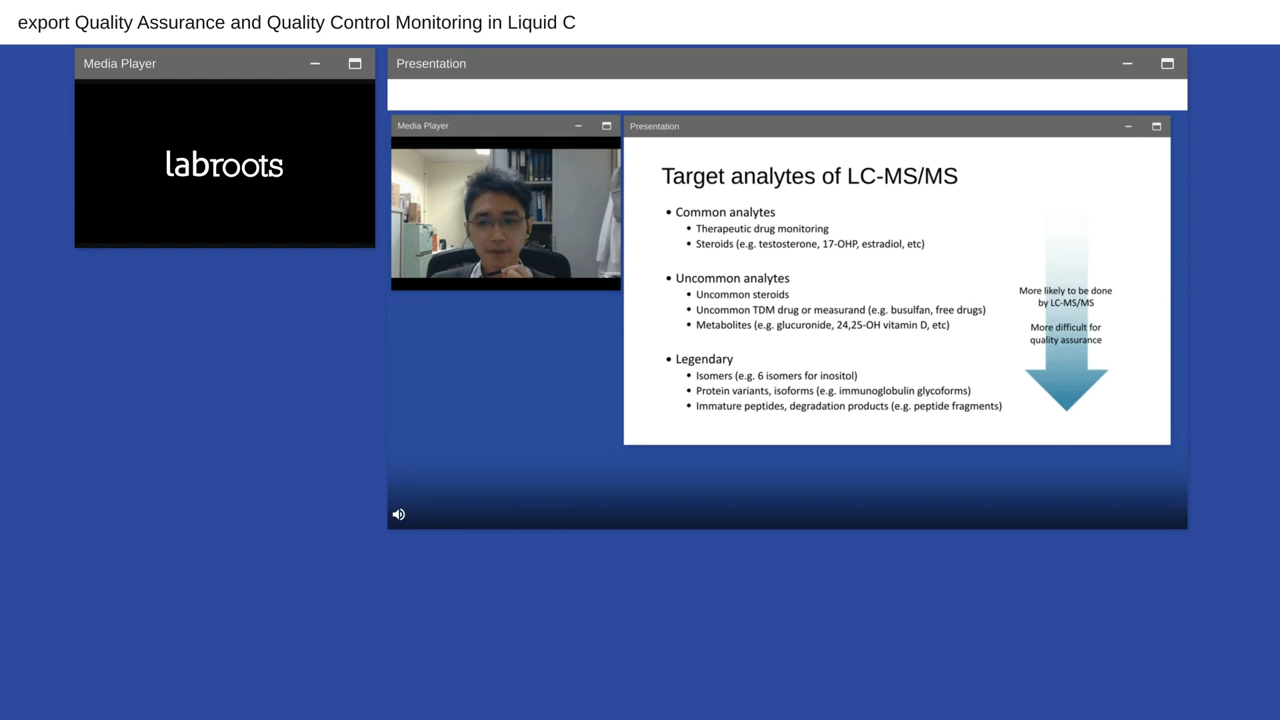 export Quality Assurance and Quality Control Monitoring in Liquid C
Media Player
labroots
Presentation
Media Player
Presentation
Target analytes of LC-MS/MS
• Common analytes
• Therapeutic drug monitoring
• Steroids (e.g. testosterone, 17-OHP, estradiol, etc)
• Uncommon analytes
• Uncommon steroids
• Uncommon TDM drug or measurand (e.g. busulfan, free drugs)
• Metabolites (e.g. glucuronide, 24,25-OH vitamin D, etc)
• Legendary
• Isomers (e.g. 6 isomers for inositol)
• Protein variants, isoforms (e.g. immunoglobulin glycoforms)
• Immature peptides, degradation products (e.g. peptide fragments)
More likely to be done
by LC-MS/MS
More difficult for
quality assurance